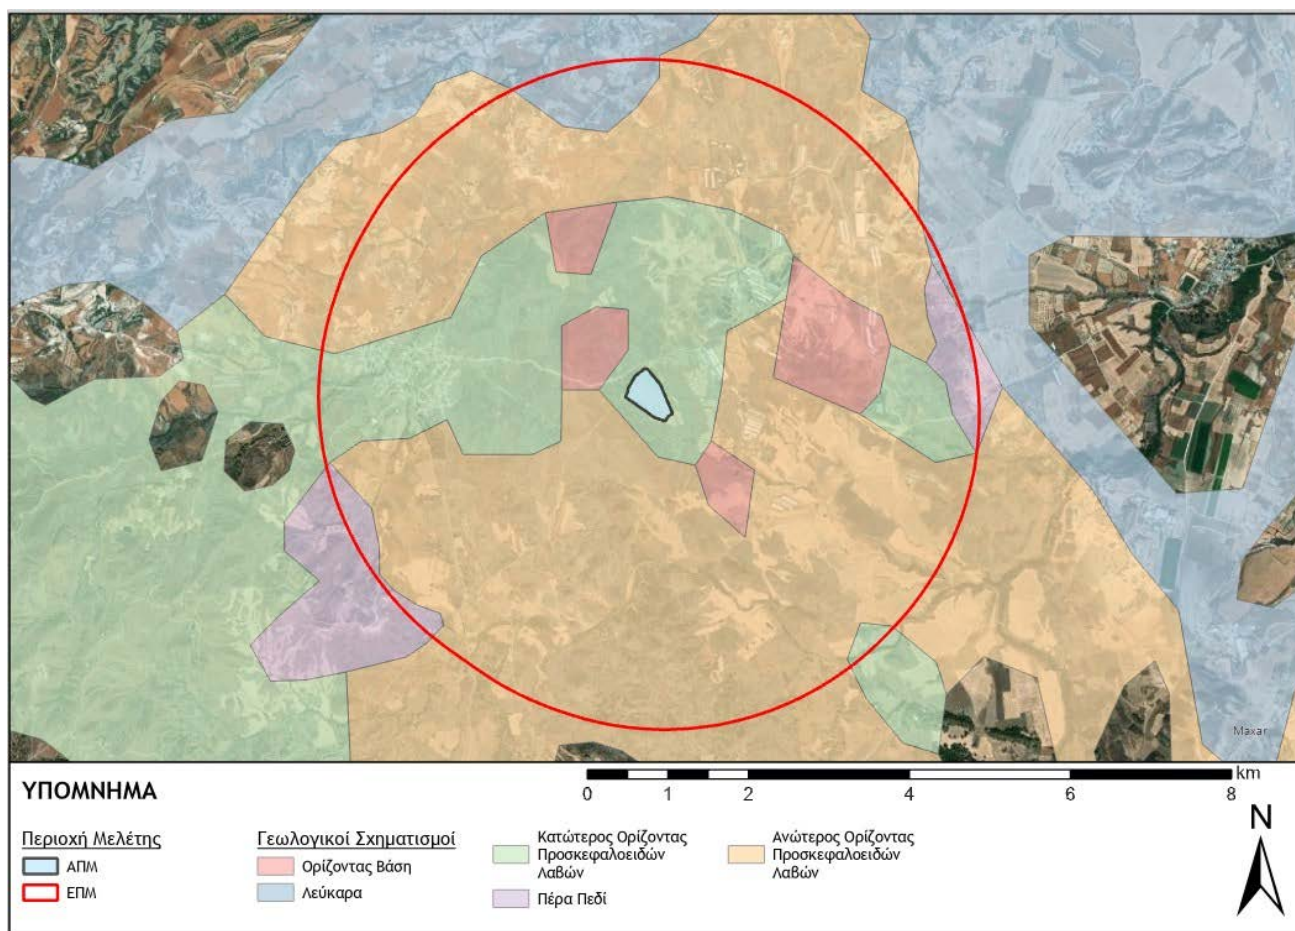 Maxar
ΥΠΟΜΝΗΜΑ
km
0 1 2 4 6 8
Περιοχή Μελέτης
ΑΠΜ
ΕΠΜ
Γεωλογικοί Σχηματισμοί
Ορίζοντας Βάση
Λεύκαρα
Κατώτερος Ορίζοντας
Προσκεφαλοειδών
Λαβών
Πέρα Πεδί
Ανώτερος Ορίζοντας
Προσκεφαλοειδών
Λαβών
N